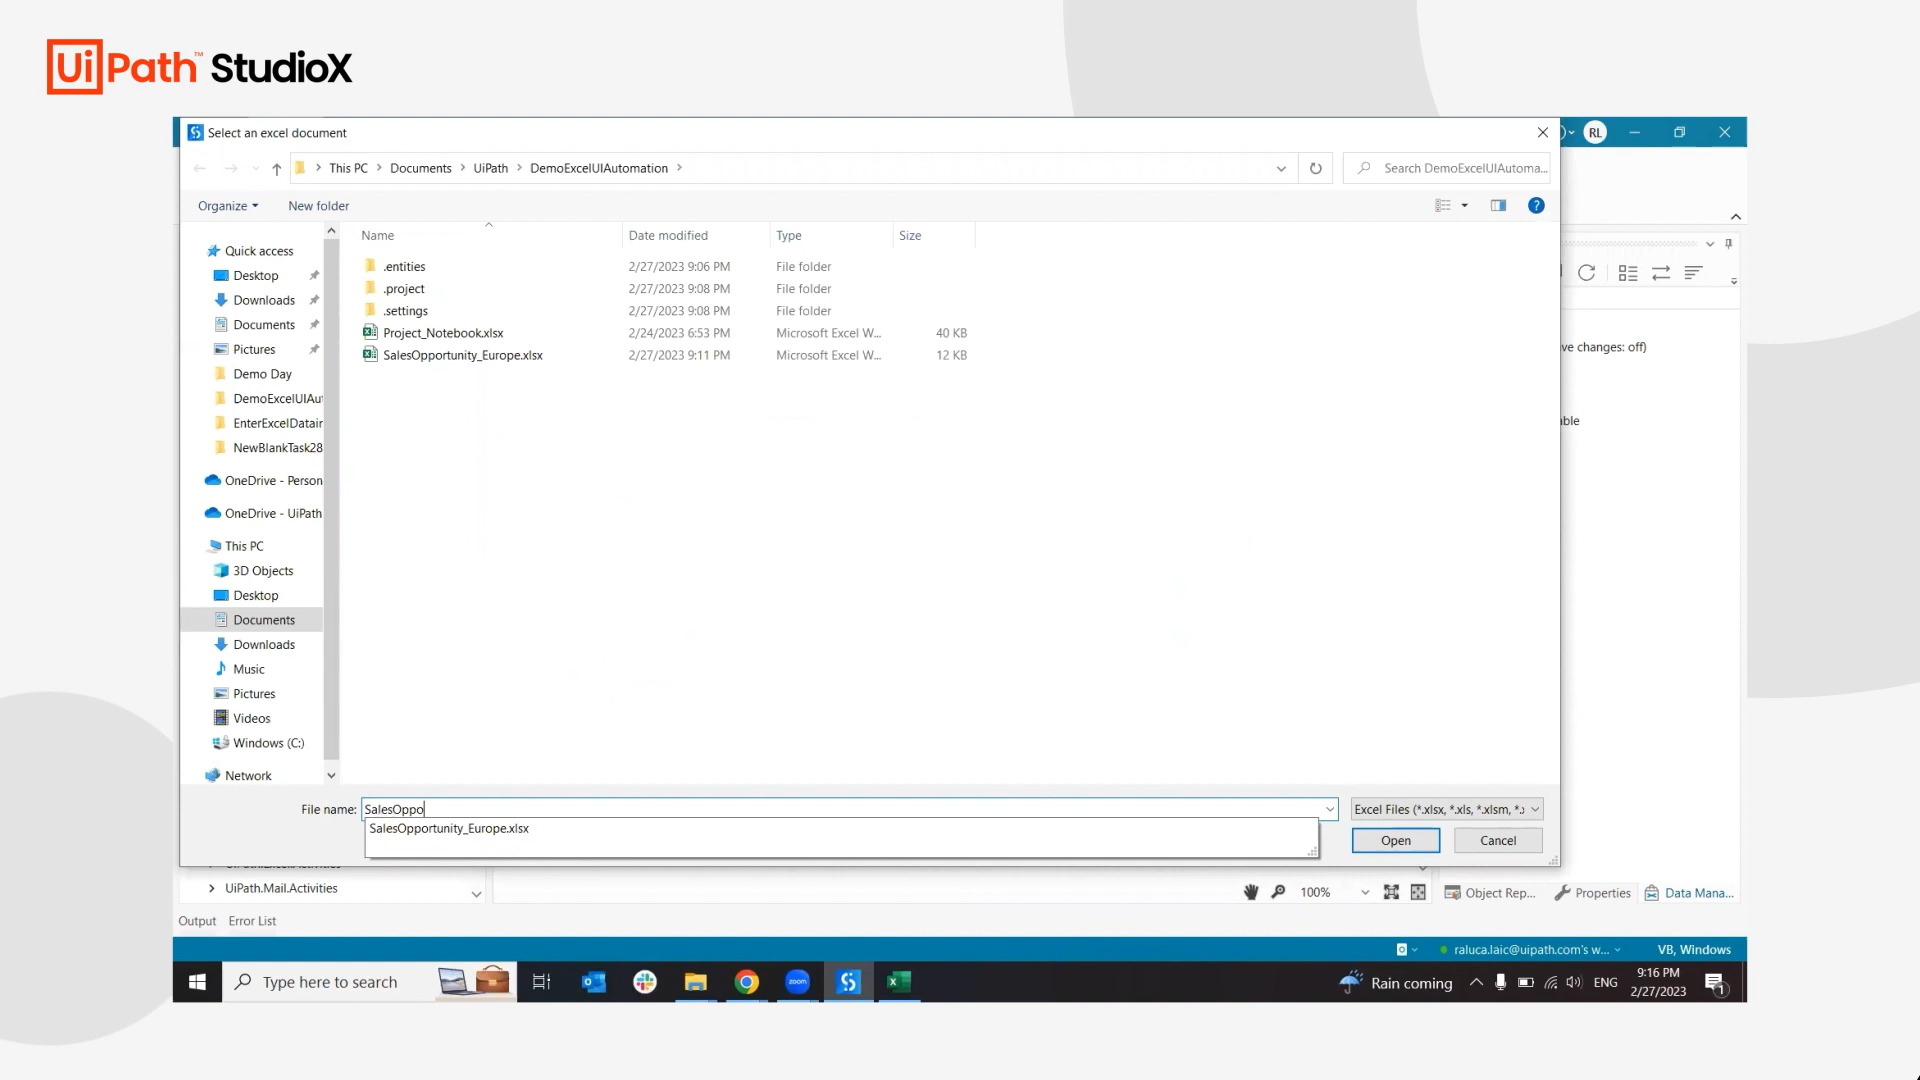 UiPath™ StudioX
Select an excel document
RL
This PC > Documents > UiPath > DemoExcelUIAutomation >
Search DemoExcelUIAutoma...
Organize
New folder
Name Date modified Type Size
.entities 2/27/2023 9:06 PM File folder
.project 2/27/2023 9:08 PM File folder
.settings 2/27/2023 9:08 PM File folder
Project_Notebook.xlsx 2/24/2023 6:53 PM Microsoft Excel W... 40 KB
SalesOpportunity_Europe.xlsx 2/27/2023 9:11 PM Microsoft Excel W... 12 KB
Quick access
Desktop
Downloads
Documents
Pictures
Demo Day
DemoExcelUIAut
EnterExcelDatain
NewBlankTask28
OneDrive - Person
OneDrive - UiPath
This PC
3D Objects
Desktop
Documents
Downloads
Music
Pictures
Videos
Windows (C:)
Network
ve changes: off)
able
File name: SalesOppo
Excel Files (*.xlsx, *.xls, *.xlsm, *.x
SalesOpportunity_Europe.xlsx
Open
Cancel
UiPath.Mail.Activities
100%
Object Rep...
Properties
Data Mana...
Output
Error List
raluca.laic@uipath.com's w...
VB, Windows
Type here to search
zoom
Rain coming
ENG
9:16 PM
2/27/2023
1